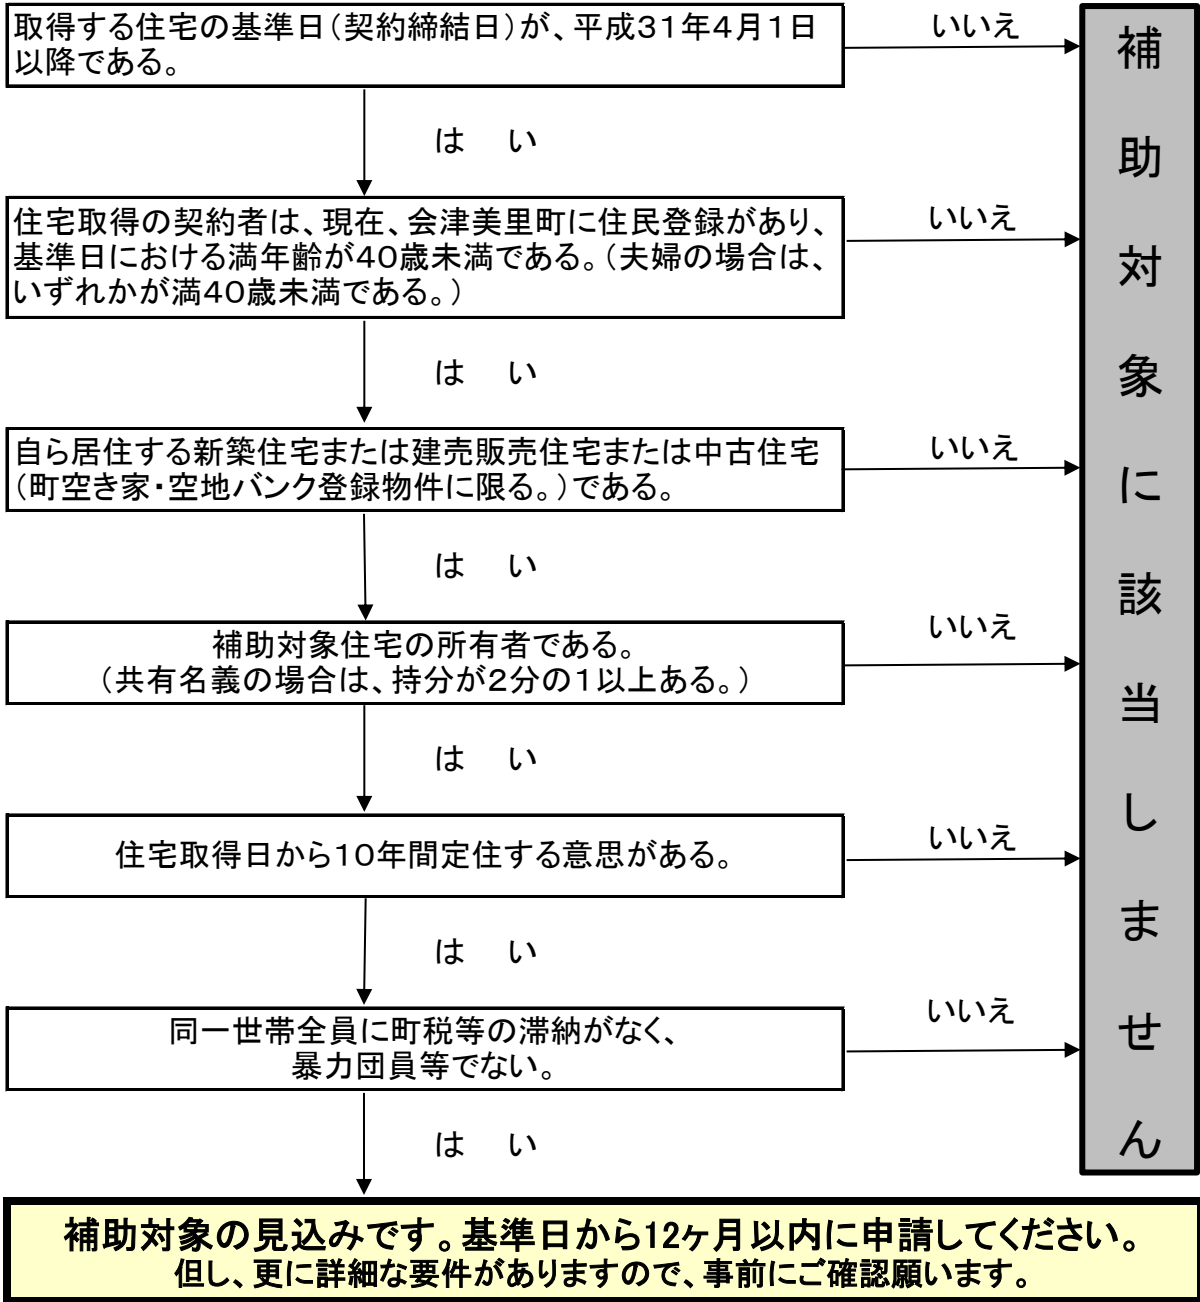 取得する住宅の基準日（契約締結日）が、平成３１年４月１日
以降である。
いいえ
は　い
住宅取得の契約者は、現在、会津美里町に住民登録があり、
基準日における満年齢が４０歳未満である。（夫婦の場合は、
いずれかが満４０歳未満である。）
いいえ
は　い
自ら居住する新築住宅または建売販売住宅または中古住宅
（町空き家・空地バンク登録物件に限る。）である。
いいえ
は　い
補助対象住宅の所有者である。
（共有名義の場合は、持分が２分の１以上ある。）
いいえ
は　い
住宅取得日から１０年間定住する意思がある。
いいえ
は　い
同一世帯全員に町税等の滞納がなく、
暴力団員等でない。
いいえ
は　い
補助対象に該当しません
補助対象の見込みです。基準日から12ヶ月以内に申請してください。
但し、更に詳細な要件がありますので、事前にご確認願います。